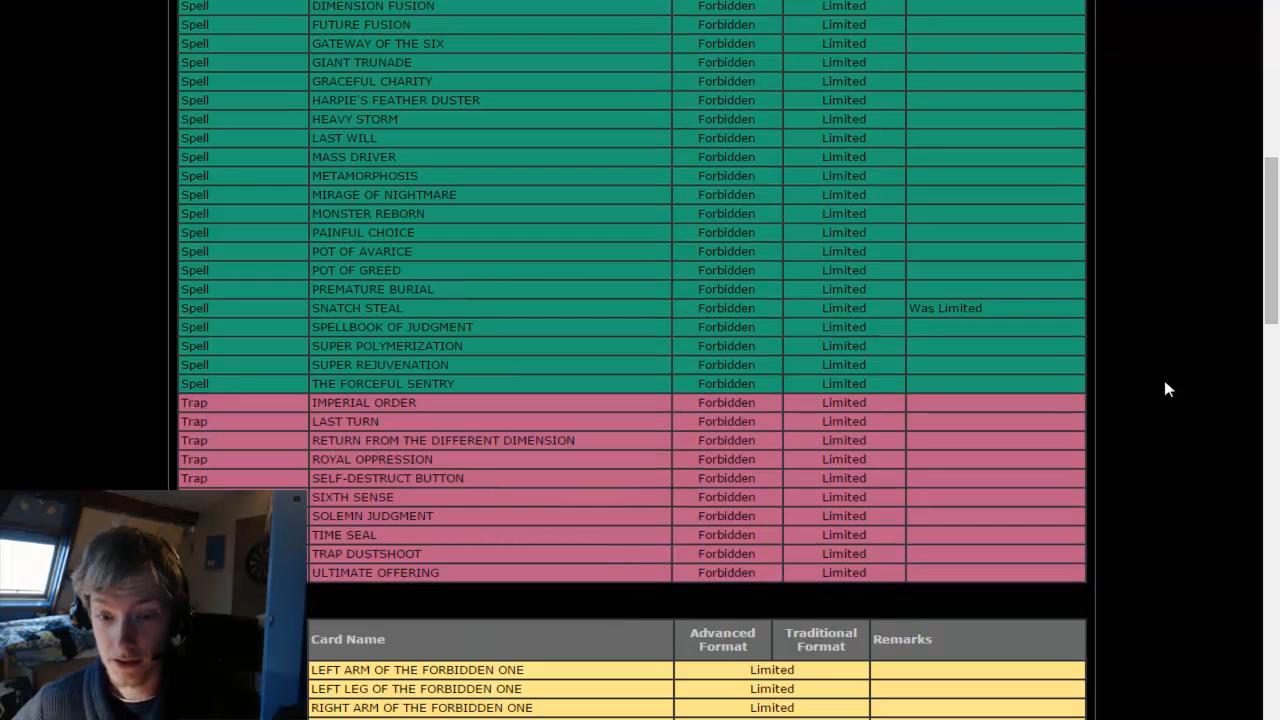 Spell DIMENSION FUSION Forbidden Limited
Spell FUTURE FUSION Forbidden Limited
Spell GATEWAY OF THE SIX Forbidden Limited
Spell GIANT TRUNADE Forbidden Limited
Spell GRACEFUL CHARITY Forbidden Limited
Spell HARPIE'S FEATHER DUSTER Forbidden Limited
Spell HEAVY STORM Forbidden Limited
Spell LAST WILL Forbidden Limited
Spell MASS DRIVER Forbidden Limited
Spell METAMORPHOSIS Forbidden Limited
Spell MIRAGE OF NIGHTMARE Forbidden Limited
Spell MONSTER REBORN Forbidden Limited
Spell PAINFUL CHOICE Forbidden Limited
Spell POT OF AVARICE Forbidden Limited
Spell POT OF GREED Forbidden Limited
Spell PREMATURE BURIAL Forbidden Limited
Spell SNATCH STEAL Forbidden Limited Was Limited
Spell SPELLBOOK OF JUDGMENT Forbidden Limited
Spell SUPER POLYMERIZATION Forbidden Limited
Spell SUPER REJUVENATION Forbidden Limited
Spell THE FORCEFUL SENTRY Forbidden Limited
Trap IMPERIAL ORDER Forbidden Limited
Trap LAST TURN Forbidden Limited
Trap RETURN FROM THE DIFFERENT DIMENSION Forbidden Limited
Trap ROYAL OPPRESSION Forbidden Limited
Trap SELF-DESTRUCT BUTTON Forbidden Limited
SIXTH SENSE Forbidden Limited
SOLEMN JUDGMENT Forbidden Limited
TIME SEAL Forbidden Limited
TRAP DUSTSHOOT Forbidden Limited
ULTIMATE OFFERING Forbidden Limited
Card Name Advanced Format Traditional Format Remarks
LEFT ARM OF THE FORBIDDEN ONE Limited
LEFT LEG OF THE FORBIDDEN ONE Limited
RIGHT ARM OF THE FORBIDDEN ONE Limited